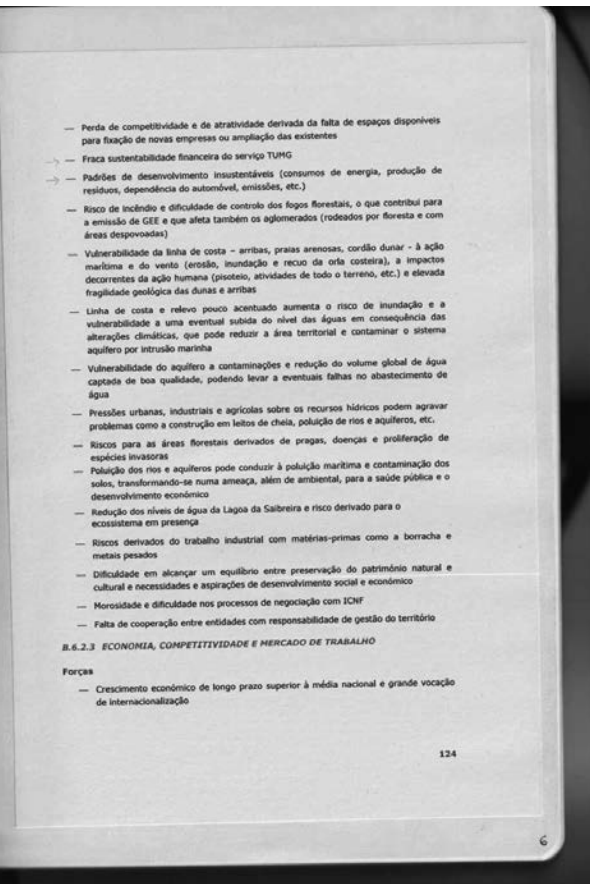 — Perda de competitividade e de atratividade derivada da falta de espaços disponíveis
para fixação de novas empresas ou ampliação das existentes
— Fraca sustentabilidade financeira do serviço TUMG
— Padrões de desenvolvimento insustentáveis (consumos de energia, produção de
resíduos, dependência do automóvel, emissões, etc.)
— Risco de incêndio e dificuldade de controlo dos fogos florestais, o que contribui para
a emissão de GEE e que afeta também os aglomerados (rodeados por floresta e com
áreas despovoadas)
— Vulnerabilidade da linha de costa – arribas, praias arenosas, cordão dunar - à ação
marítima e do vento (erosão, inundação e recuo da orla costeira), a impactos
decorrentes da ação humana (pisoteio, atividades de todo o terreno, etc.) e elevada
fragilidade geológica das dunas e arribas
— Linha de costa e relevo pouco acentuado aumenta o risco de inundação e a
vulnerabilidade a uma eventual subida do nível das águas em consequência das
alterações climáticas, que pode reduzir a área territorial e contaminar o sistema
aquífero por intrusão marinha
— Vulnerabilidade do aquífero a contaminações e redução do volume global de água
captada de boa qualidade, podendo levar a eventuais falhas no abastecimento de
água
— Pressões urbanas, industriais e agrícolas sobre os recursos hídricos podem agravar
problemas como a construção em leitos de cheia, poluição de rios e aquíferos, etc.
— Riscos para as áreas florestais derivados de pragas, doenças e proliferação de
espécies invasoras
— Poluição dos rios e aquíferos pode conduzir à poluição marítima e contaminação dos
solos, transformando-se numa ameaça, além de ambiental, para a saúde pública e o
desenvolvimento económico
— Redução dos níveis de água da Lagoa da Saibreira e risco derivado para o
ecossistema em presença
— Riscos derivados do trabalho industrial com matérias-primas como a borracha e
metais pesados
— Dificuldade em alcançar um equilíbrio entre preservação do património natural e
cultural e necessidades e aspirações de desenvolvimento social e económico
— Morosidade e dificuldade nos processos de negociação com ICNF
— Falta de cooperação entre entidades com responsabilidade de gestão do território
B.6.2.3 ECONOMIA, COMPETITIVIDADE E MERCADO DE TRABALHO
Forças
— Crescimento económico de longo prazo superior à média nacional e grande vocação
de internacionalização
124
6